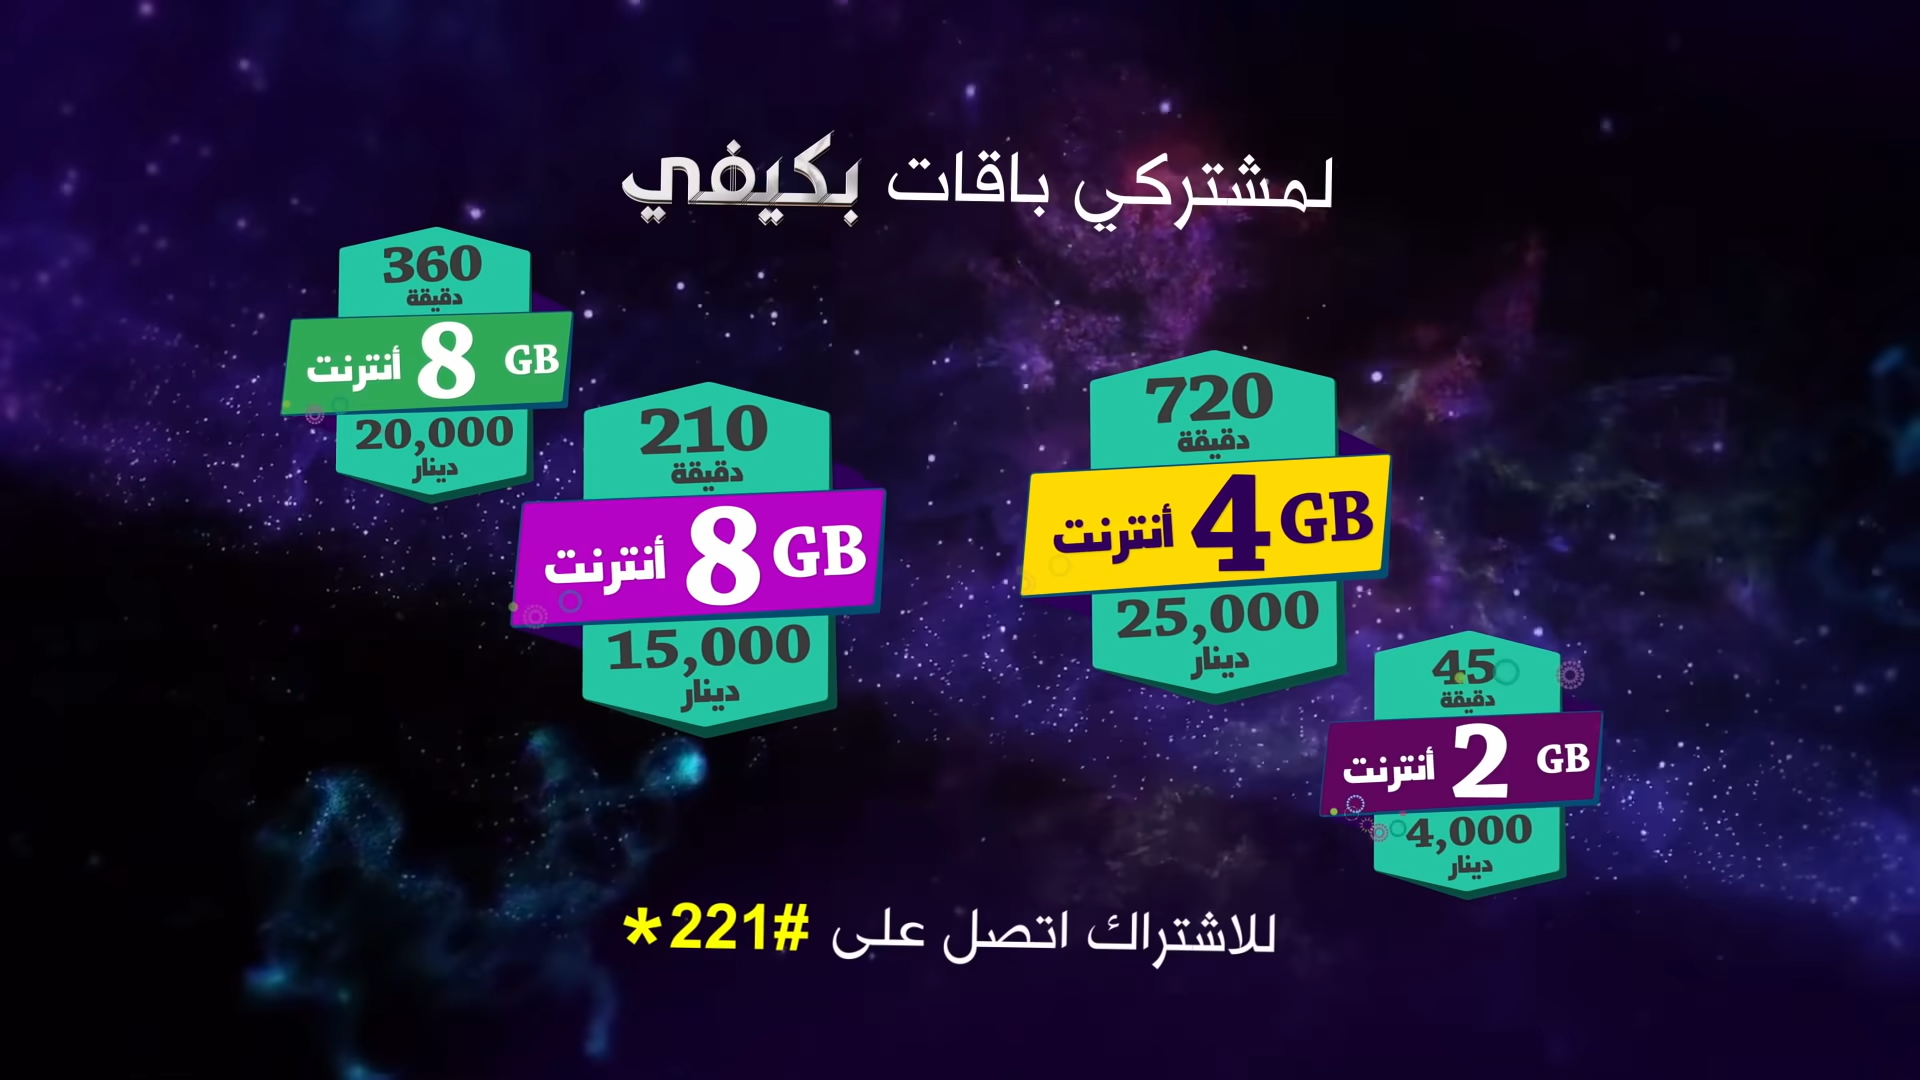 لمشتركي باقات بكيفي
360
دقيقة
أنترنت 8 GB
20,000
دينار
210
دقيقة
أنترنت 8 GB
15,000
دينار
720
دقيقة
أنترنت 4 GB
25,000
دينار
45
دقيقة
أنترنت 2 GB
4,000
دينار
للاشتراك اتصل على *221#